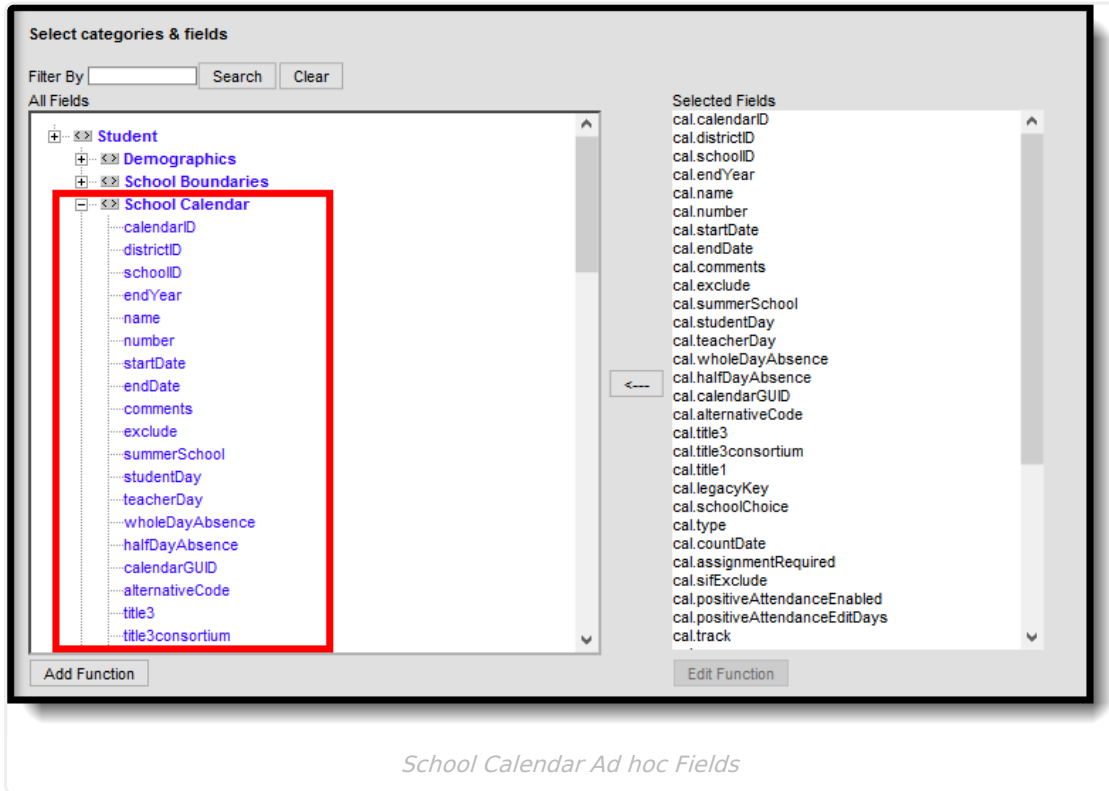 Select categories & fields
Filter By
Search
Clear
All Fields
Student
Demographics
School Boundaries
School Calendar
calendarID
districtID
schoolID
endYear
name
number
startDate
endDate
comments
exclude
summerSchool
studentDay
teacherDay
wholeDayAbsence
halfDayAbsence
calendarGUID
alternativeCode
title3
title3consortium
Add Function
<---
Selected Fields
cal.calendarID
cal.districtID
cal.schoolID
cal.endYear
cal.name
cal.number
cal.startDate
cal.endDate
cal.comments
cal.exclude
cal.summerSchool
cal.studentDay
cal.teacherDay
cal.wholeDayAbsence
cal.halfDayAbsence
cal.calendarGUID
cal.alternativeCode
cal.title3
cal.title3consortium
cal.title1
cal.legacyKey
cal.schoolChoice
cal.type
cal.countDate
cal.assignmentRequired
cal.sifExclude
cal.positiveAttendanceEnabled
cal.positiveAttendanceEditDays
cal.track
Edit Function
School Calendar Ad hoc Fields